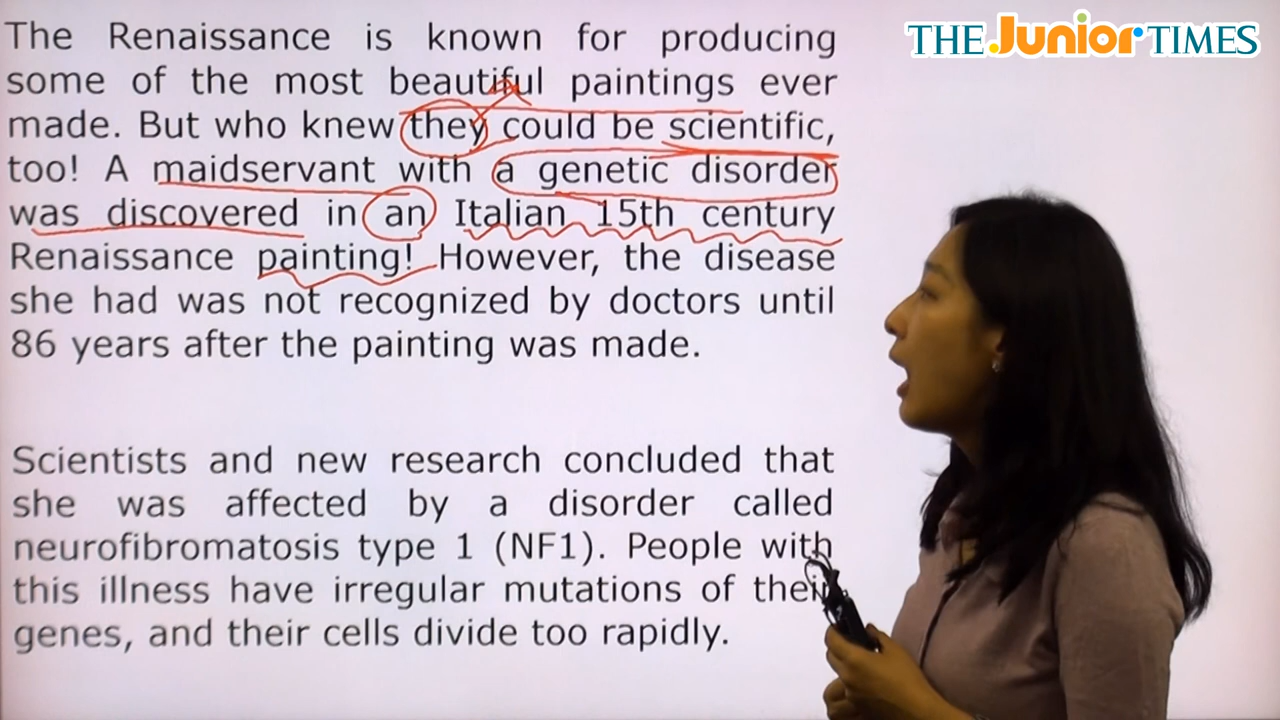 THE Junior TIMES
The Renaissance is known for producing
some of the most beautiful paintings ever
made. But who knew they could be scientific,
too! A maidservant with a genetic disorder
was discovered in an Italian 15th century
Renaissance painting! However, the disease
she had was not recognized by doctors until
86 years after the painting was made.
Scientists and new research concluded that
she was affected by a disorder called
neurofibromatosis type 1 (NF1). People with
this illness have irregular mutations of their
genes, and their cells divide too rapidly.